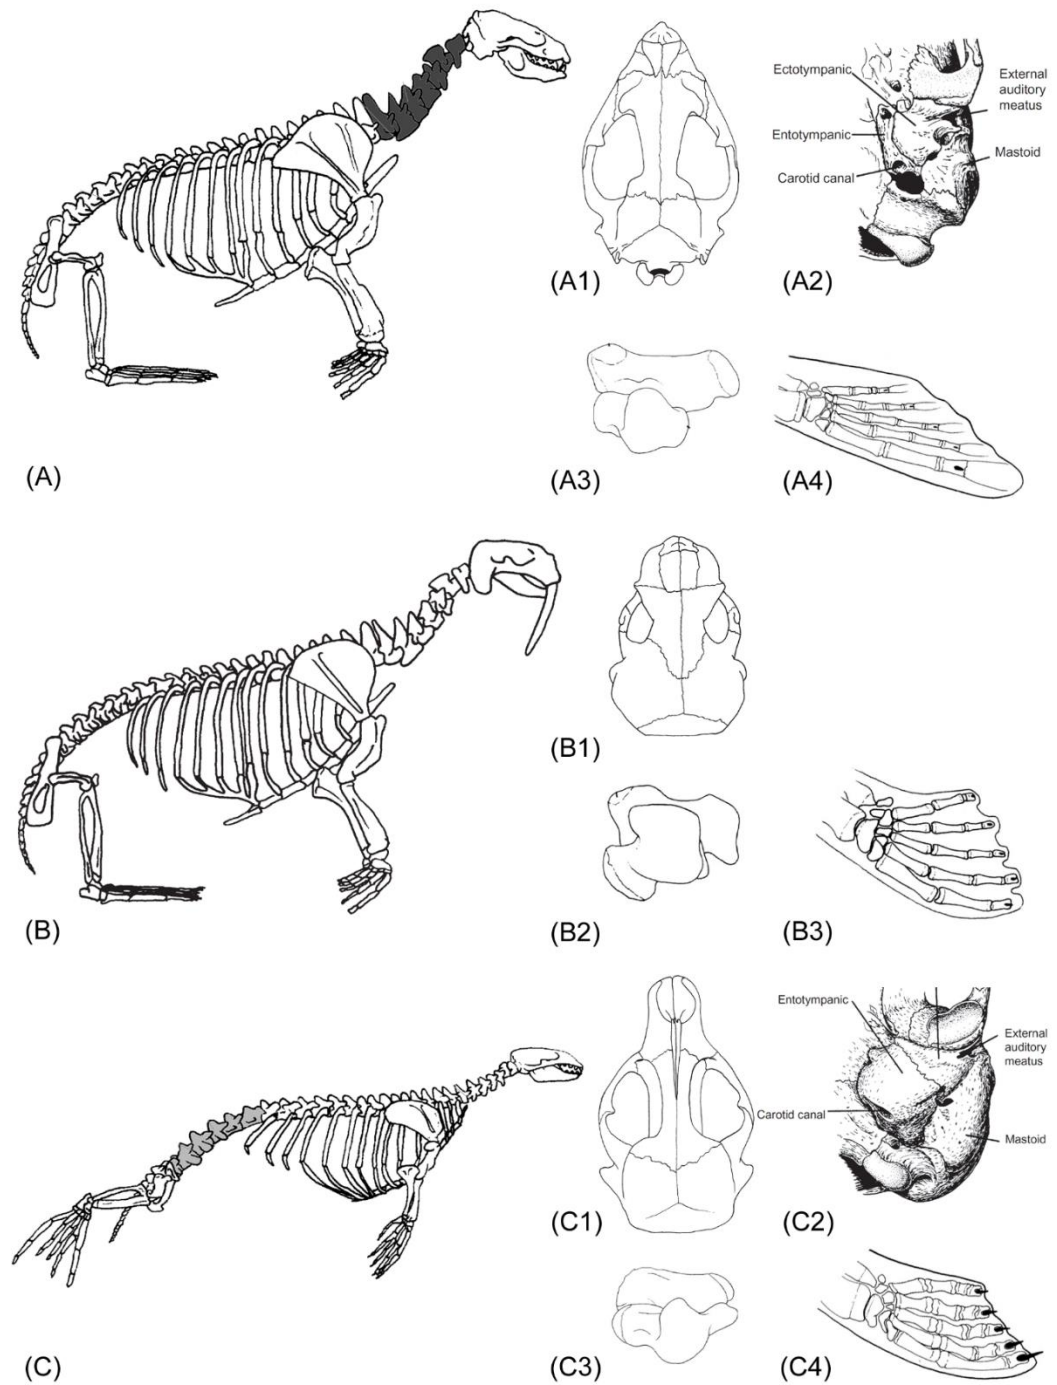 Ectotympanic
External
auditory
meatus
Entotympanic
Mastoid
Carotid canal
(A1)
(A2)
(A)
(A3)
(A4)
(B1)
(B)
(B2)
(B3)
Entotympanic
External
auditory
meatus
Carotid canal
Mastoid
(C1)
(C2)
(C)
(C3)
(C4)